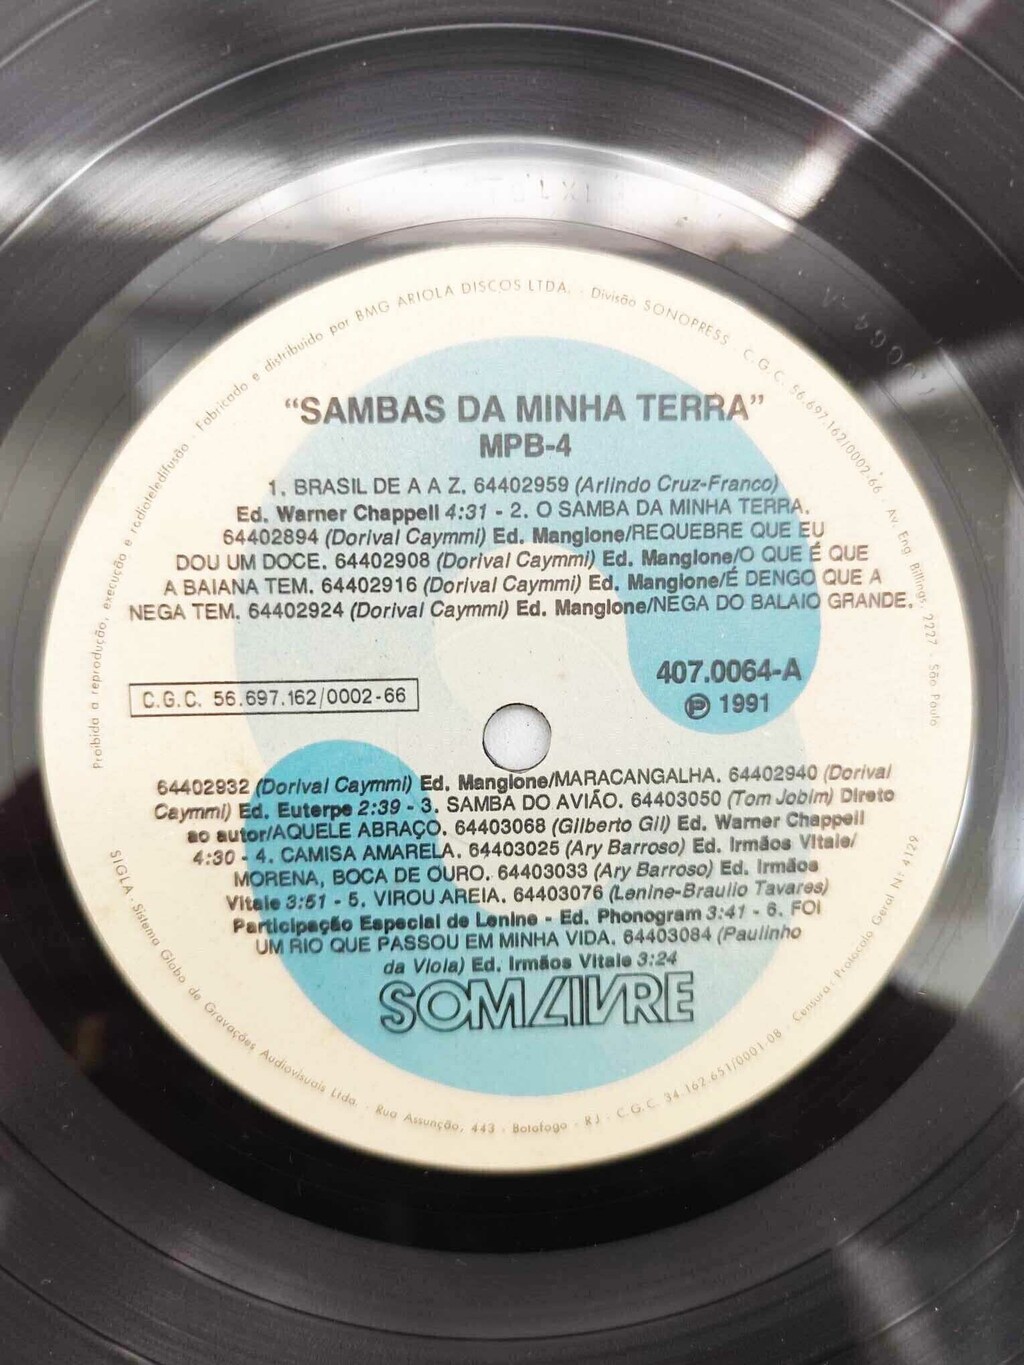 Fabricado e distribuido por BMG ARIOLA DISCOS LTDA. · Divisão SONOPRESS · C.G.C. 56.697.162/0002-66 · Av. Eng. Billings, 2227 · São Paulo
Proibida a reprodução, execução e radioteledifusão ·
"SAMBAS DA MINHA TERRA"
MPB-4
1. BRASIL DE A A Z. 64402959 (Arlindo Cruz-Franco)
Ed. Warner Chappell 4:31 - 2. O SAMBA DA MINHA TERRA.
64402894 (Dorival Caymmi) Ed. Mangione/REQUEBRE QUE EU
DOU UM DOCE. 64402908 (Dorival Caymmi) Ed. Mangione/O QUE É QUE
A BAIANA TEM. 64402916 (Dorival Caymmi) Ed. Mangione/É DENGO QUE A
NEGA TEM. 64402924 (Dorival Caymmi) Ed. Mangione/NEGA DO BALAIO GRANDE.
407.0064-A
℗ 1991
C.G.C. 56.697.162/0002-66
64402932 (Dorival Caymmi) Ed. Mangione/MARACANGALHA. 64402940 (Dorival
Caymmi) Ed. Euterpe 2:39 - 3. SAMBA DO AVIÃO. 64403050 (Tom Jobim) Direto
ao autor/AQUELE ABRAÇO. 64403068 (Gilberto Gil) Ed. Warner Chappell
4:30 - 4. CAMISA AMARELA. 64403025 (Ary Barroso) Ed. Irmãos Vitale/
MORENA, BOCA DE OURO. 64403033 (Ary Barroso) Ed. Irmãos
Vitale 3:51 - 5. VIROU AREIA. 64403076 (Lenine-Braulio Tavares)
Participação Especial de Lenine - Ed. Phonogram 3:41 - 6. FOI
UM RIO QUE PASSOU EM MINHA VIDA. 64403084 (Paulinho
da Viola) Ed. Irmãos Vitale 3:24
SOMLIVRE
SIGLA · Sistema Globo de Gravações Audiovisuais Ltda. · Rua Assunção, 443 · Botafogo · RJ · C.G.C. 34.162.651/0001-08 · Censura: Protocolo Geral N.º 4129